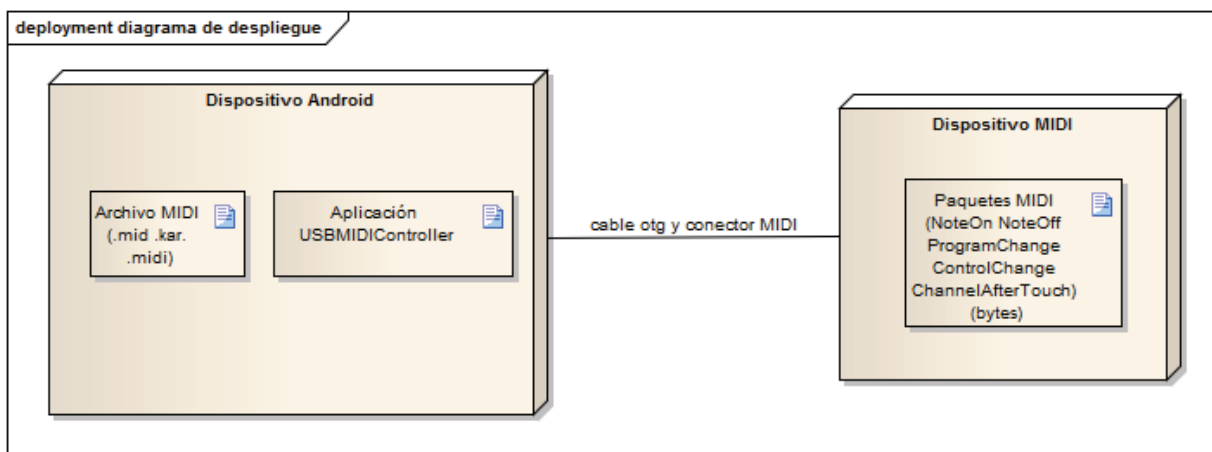 deployment diagrama de despliegue
Dispositivo Android
Archivo MIDI
(.mid .kar.
.midi)
Aplicación
USBMIDIController
cable otg y conector MIDI
Dispositivo MIDI
Paquetes MIDI
(NoteOn NoteOff
ProgramChange
ControlChange
ChannelAfterTouch)
(bytes)